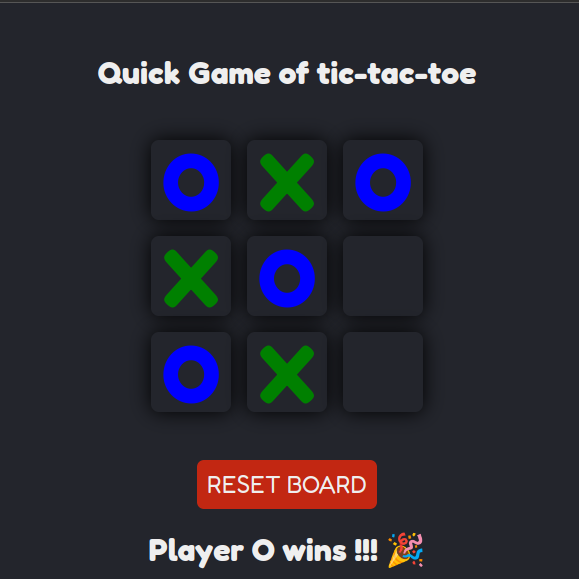 Quick Game of tic-tac-toe
O X O
X O
O X
RESET BOARD
Player O wins !!! 🎉